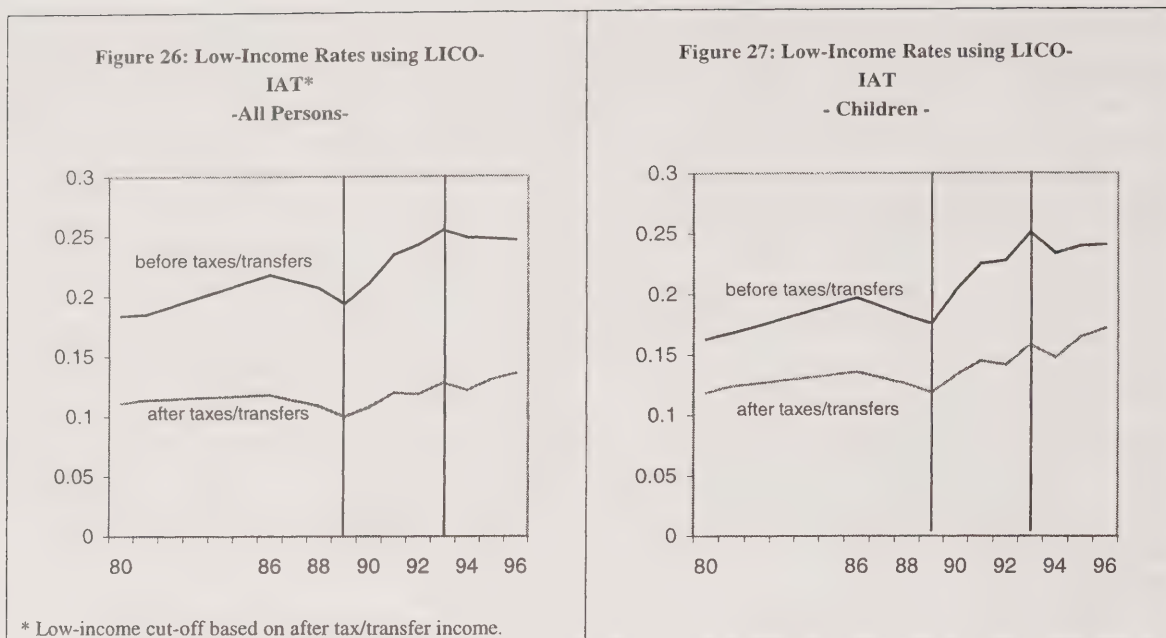 Figure 26: Low-Income Rates using LICO-
IAT*
-All Persons-
0.3
0.25
0.2
0.15
0.1
0.05
0
before taxes/transfers
after taxes/transfers
80 86 88 90 92 94 96
* Low-income cut-off based on after tax/transfer income.
Figure 27: Low-Income Rates using LICO-
IAT
- Children -
0.3
0.25
0.2
0.15
0.1
0.05
0
before taxes/transfers
after taxes/transfers
80 86 88 90 92 94 96